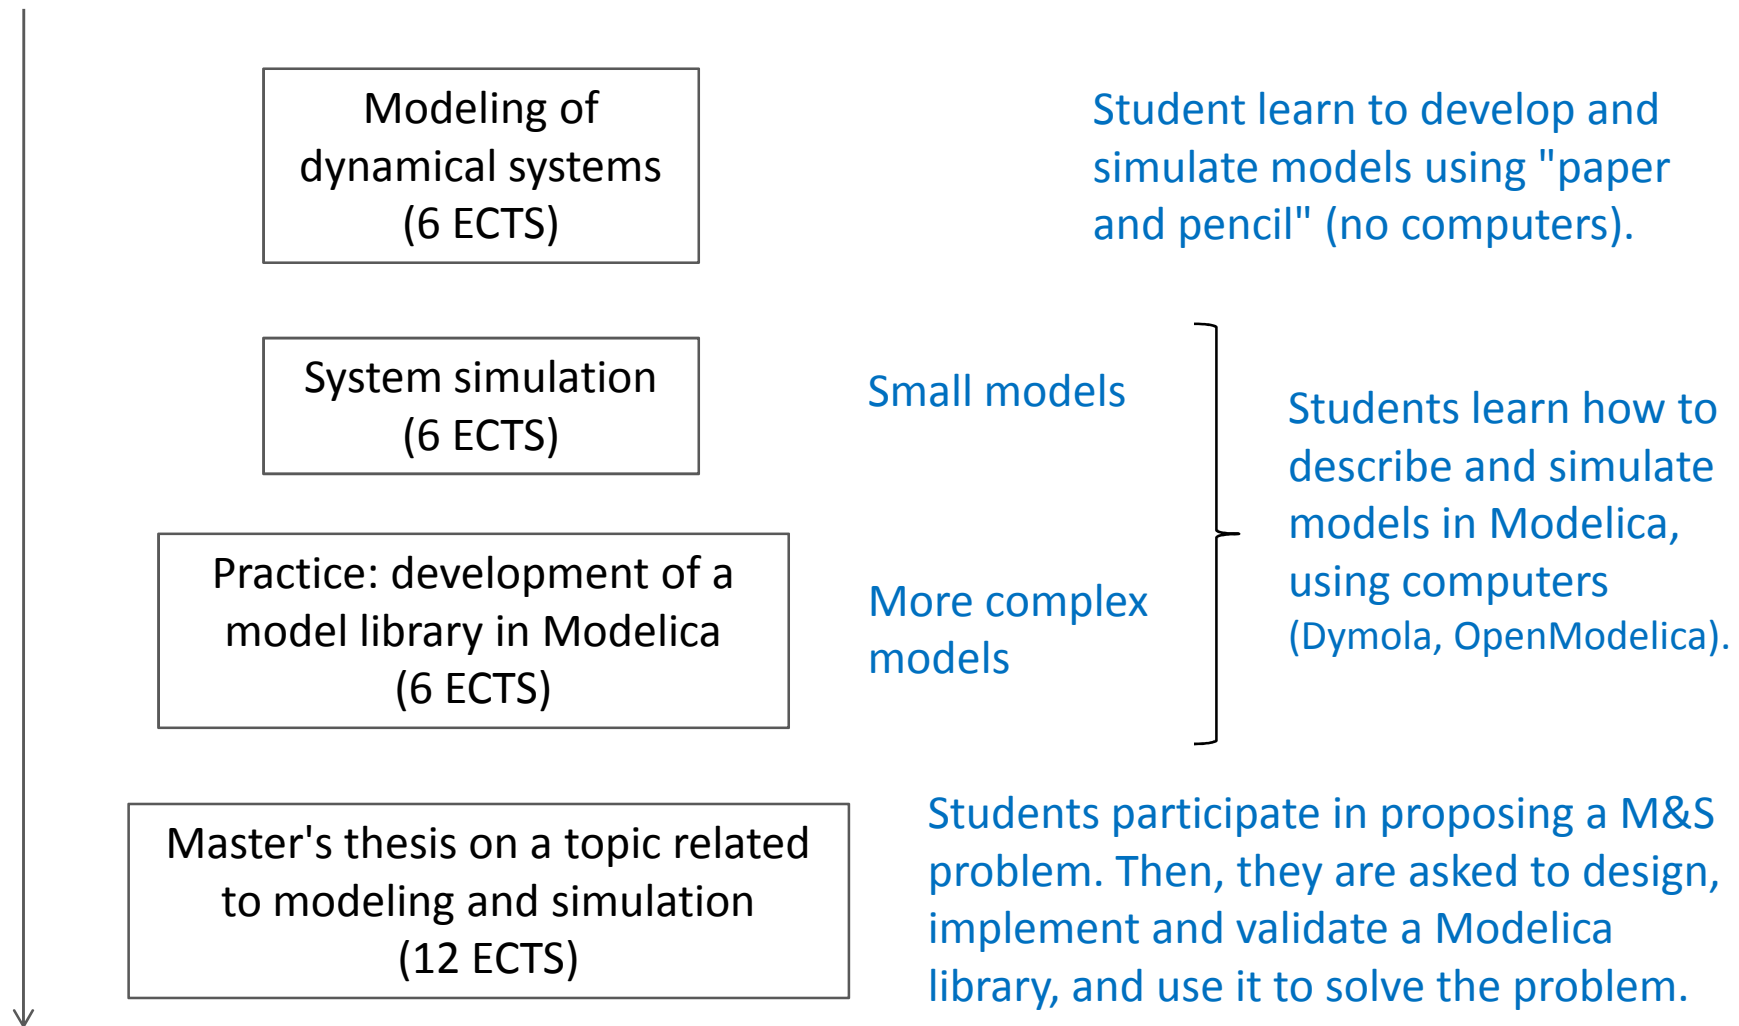 Modeling of
dynamical systems
(6 ECTS)
Student learn to develop and
simulate models using "paper
and pencil" (no computers).
System simulation
(6 ECTS)
Small models
Practice: development of a
model library in Modelica
(6 ECTS)
More complex
models
Students learn how to
describe and simulate
models in Modelica,
using computers
(Dymola, OpenModelica).
Master's thesis on a topic related
to modeling and simulation
(12 ECTS)
Students participate in proposing a M&S
problem. Then, they are asked to design,
implement and validate a Modelica
library, and use it to solve the problem.